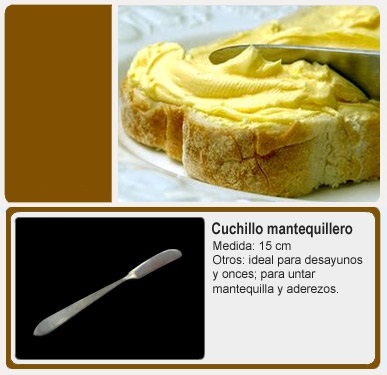 Cuchillo mantequillero
Medida: 15 cm
Otros: ideal para desayunos
y onces; para untar
mantequilla y aderezos.